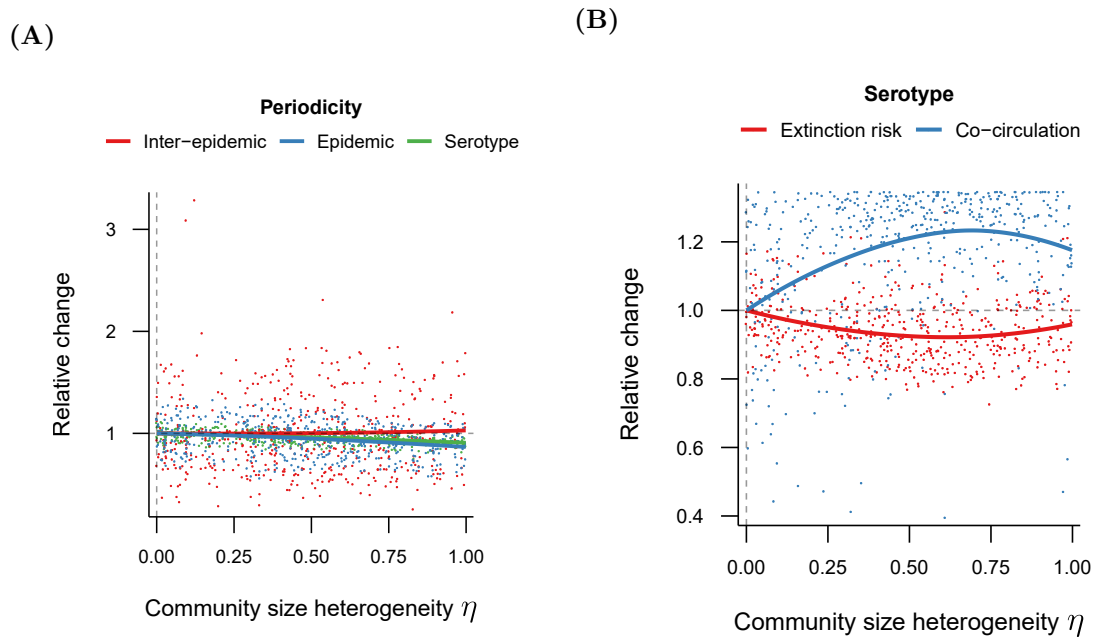 (A)
Periodicity
Inter−epidemic Epidemic Serotype
3
2
1
Relative change
0.00 0.25 0.50 0.75 1.00
Community size heterogeneity η
(B)
Serotype
Extinction risk Co−circulation
1.2
1.0
0.8
0.6
0.4
Relative change
0.00 0.25 0.50 0.75 1.00
Community size heterogeneity η